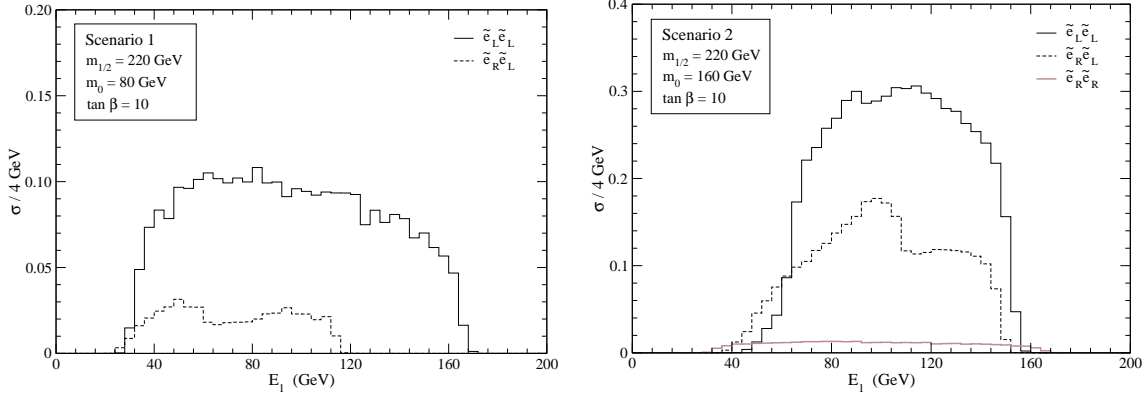 0.20
0.15
0.10
0.05
0
σ / 4 GeV
Scenario 1
m1/2 = 220 GeV
m0 = 80 GeV
tan β = 10
ẽLẽL
ẽRẽL
0 40 80 120 160 200
E1 (GeV)
0.4
0.3
0.2
0.1
0
σ / 4 GeV
Scenario 2
m1/2 = 220 GeV
m0 = 160 GeV
tan β = 10
ẽLẽL
ẽRẽL
ẽRẽR
0 40 80 120 160 200
E1 (GeV)